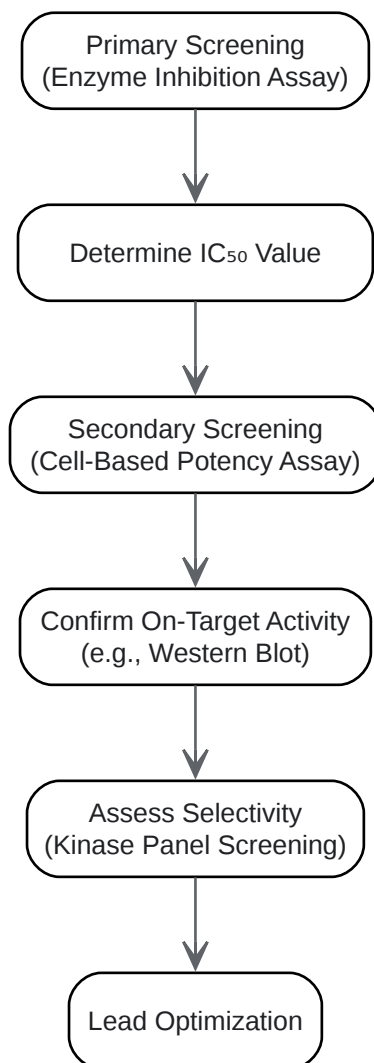 Primary Screening
(Enzyme Inhibition Assay)
Determine IC₅₀ Value
Secondary Screening
(Cell-Based Potency Assay)
Confirm On-Target Activity
(e.g., Western Blot)
Assess Selectivity
(Kinase Panel Screening)
Lead Optimization